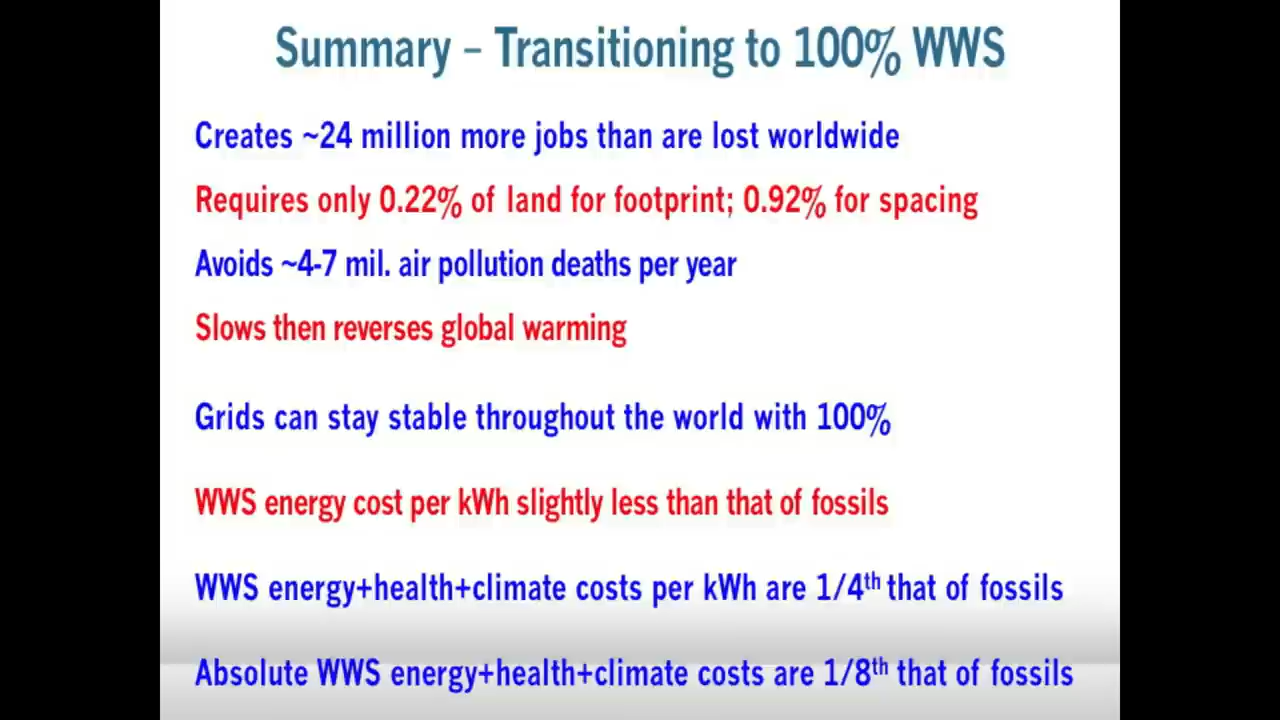 Summary – Transitioning to 100% WWS
Creates ~24 million more jobs than are lost worldwide
Requires only 0.22% of land for footprint; 0.92% for spacing
Avoids ~4-7 mil. air pollution deaths per year
Slows then reverses global warming
Grids can stay stable throughout the world with 100%
WWS energy cost per kWh slightly less than that of fossils
WWS energy+health+climate costs per kWh are 1/4th that of fossils
Absolute WWS energy+health+climate costs are 1/8th that of fossils